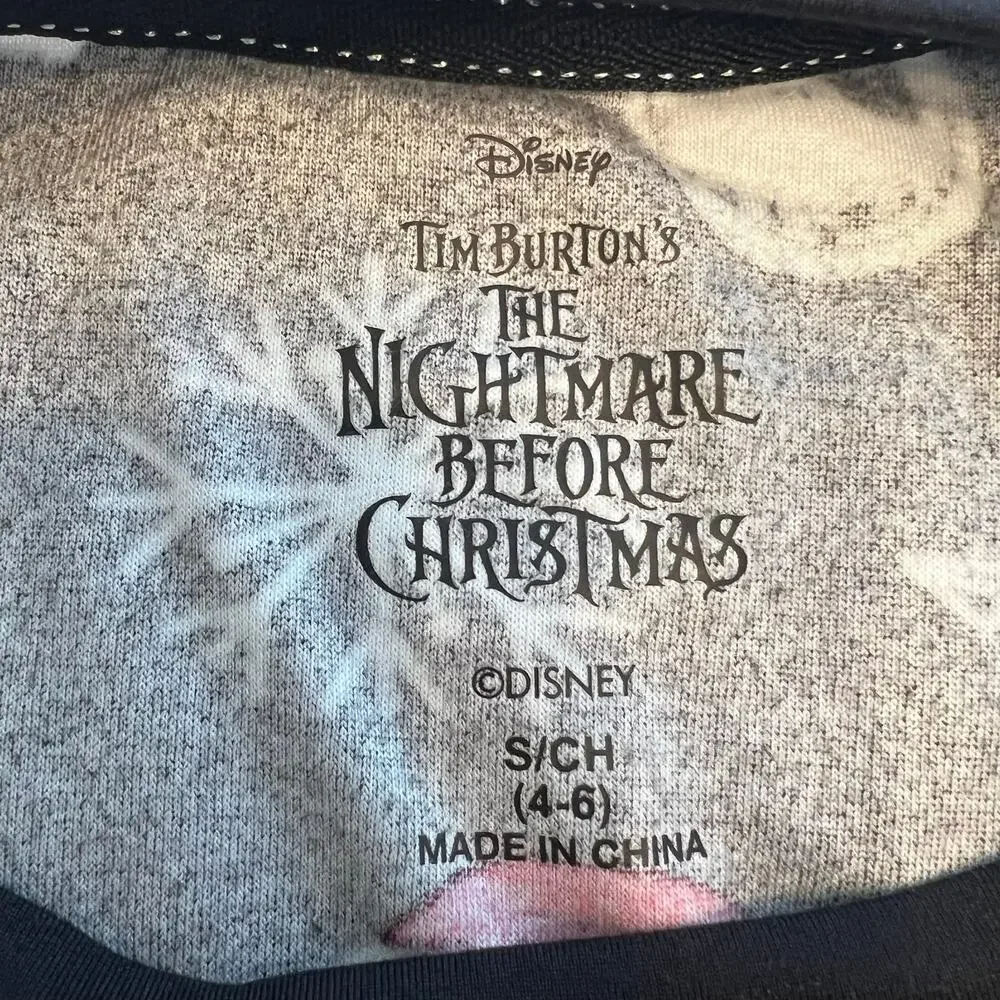 Disney
TIM BURTON'S
THE
NIGHTMARE
BEFORE
CHRISTMAS
©DISNEY
S/CH
(4-6)
MADE IN CHINA